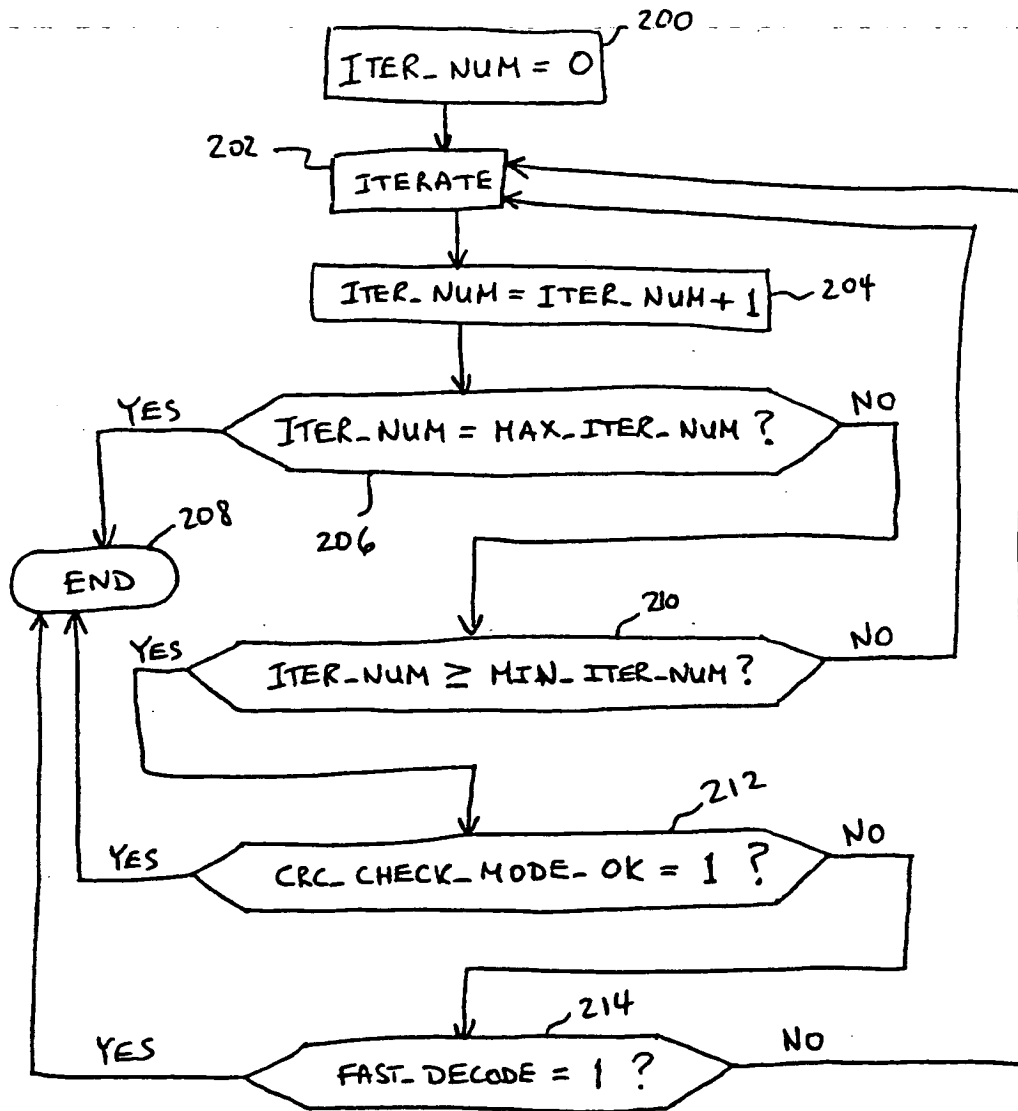 200
ITER_NUM = 0
202
ITERATE
ITER_NUM = ITER_NUM + 1
204
YES
ITER_NUM = MAX_ITER_NUM ?
NO
206
208
END
210
YES
ITER_NUM ≥ MIN_ITER_NUM ?
NO
212
YES
CRC_CHECK_MODE_OK = 1 ?
NO
214
YES
FAST_DECODE = 1 ?
NO